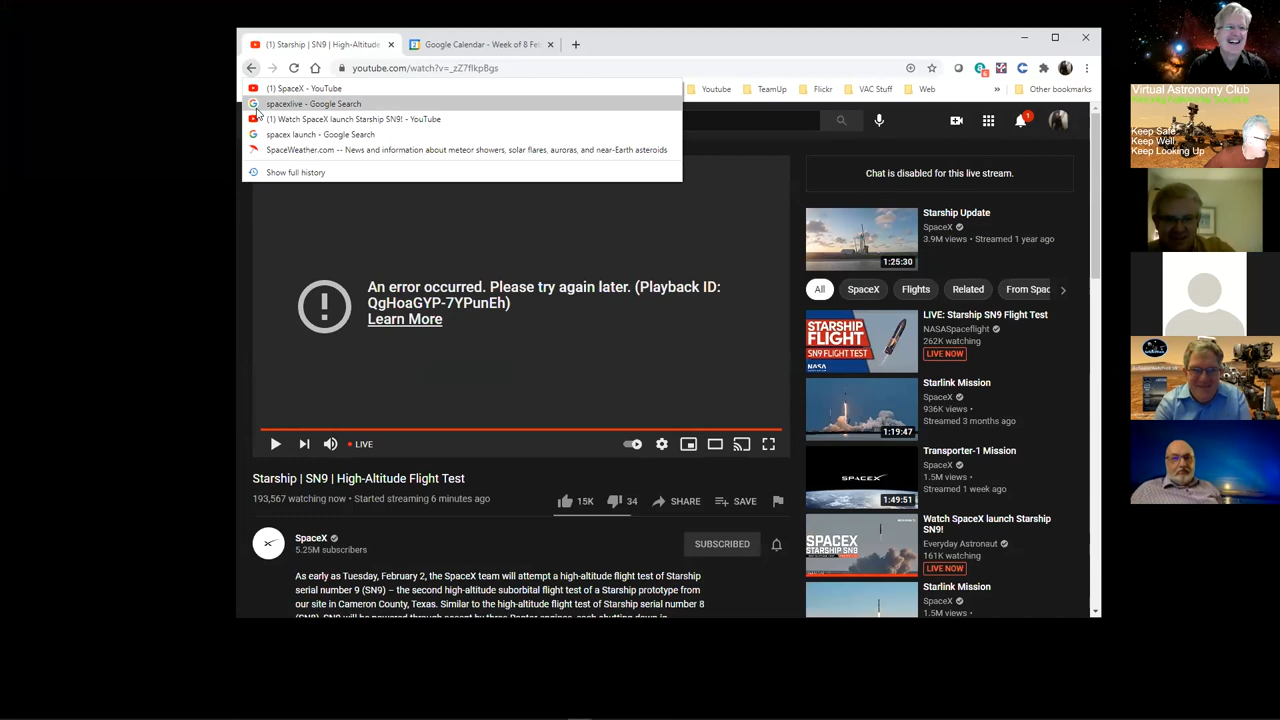 (1) Starship | SN9 | High-Altitude
Google Calendar - Week of 8 Feb
youtube.com/watch?v=_zZ7fIkpBgs
6
(1) SpaceX - YouTube
spacexlive - Google Search
(1) Watch SpaceX launch Starship SN9! - YouTube
spacex launch - Google Search
SpaceWeather.com -- News and information about meteor showers, solar flares, auroras, and near-Earth asteroids
Show full history
Youtube
TeamUp
Flickr
VAC Stuff
Web
»
Other bookmarks
1
An error occurred. Please try again later. (Playback ID:
QgHoaGYP-7YPunEh)
Learn More
LIVE
Starship | SN9 | High-Altitude Flight Test
193,567 watching now • Started streaming 6 minutes ago
15K
34
SHARE
SAVE
SpaceX
5.25M subscribers
SUBSCRIBED
As early as Tuesday, February 2, the SpaceX team will attempt a high-altitude flight test of Starship
serial number 9 (SN9) – the second high-altitude suborbital flight test of a Starship prototype from
our site in Cameron County, Texas. Similar to the high-altitude flight test of Starship serial number 8
Chat is disabled for this live stream.
1:25:30
Starship Update
SpaceX
3.9M views • Streamed 1 year ago
All
SpaceX
Flights
Related
From Spac
STARSHIP
FLIGHT
SN9 FLIGHT TEST
LIVE: Starship SN9 Flight Test
NASASpaceflight
262K watching
LIVE NOW
1:19:47
Starlink Mission
SpaceX
936K views •
Streamed 3 months ago
SPACEX
1:49:51
Transporter-1 Mission
SpaceX
1.5M views •
Streamed 1 week ago
SPACEX
STARSHIP SN9
Watch SpaceX launch Starship
SN9!
Everyday Astronaut
161K watching
LIVE NOW
Starlink Mission
SpaceX
1.5M views •
Virtual Astronomy Club
Keep Safe
Keep Well
Keep Looking Up